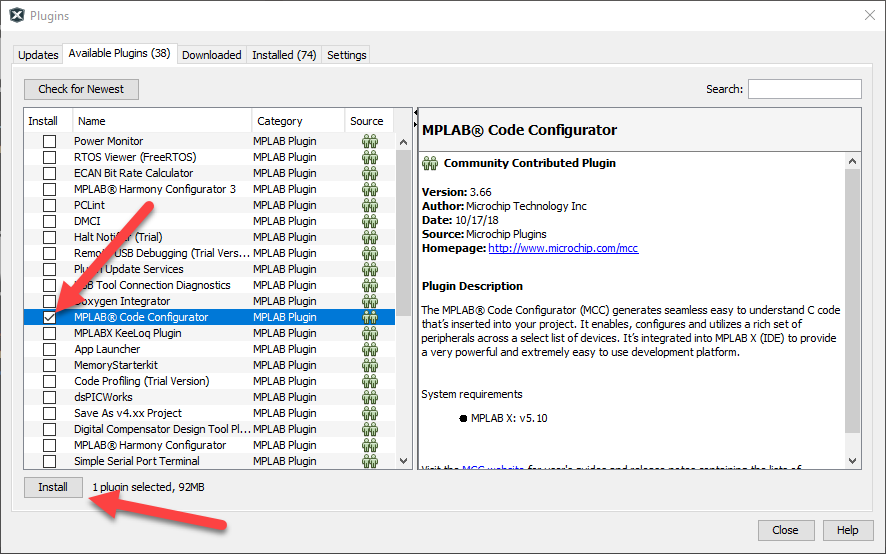 Plugins
Updates Available Plugins (38) Downloaded Installed (74) Settings
Check for Newest
Search:
Install Name Category Source
Power Monitor MPLAB Plugin
RTOS Viewer (FreeRTOS) MPLAB Plugin
ECAN Bit Rate Calculator MPLAB Plugin
MPLAB® Harmony Configurator 3 MPLAB Plugin
PCLint MPLAB Plugin
DMCI MPLAB Plugin
Halt (Trial) MPLAB Plugin
USB Debugging (Trial Vers... MPLAB Plugin
Update Services MPLAB Plugin
Tool Connection Diagnostics MPLAB Plugin
Integrator MPLAB Plugin
MPLAB® Code Configurator MPLAB Plugin
MPLABX KeeLoq Plugin MPLAB Plugin
App Launcher MPLAB Plugin
MemoryStarterkit MPLAB Plugin
Code Profiling (Trial Version) MPLAB Plugin
dsPICWorks MPLAB Plugin
Save As v4.xx Project MPLAB Plugin
Digital Compensator Design Tool Pl... MPLAB Plugin
MPLAB® Harmony Configurator MPLAB Plugin
Simple Serial Port Terminal MPLAB Plugin
MPLAB® Code Configurator
Community Contributed Plugin
Version: 3.66
Author: Microchip Technology Inc
Date: 10/17/18
Source: Microchip Plugins
Homepage: http://www.microchip.com/mcc
Plugin Description
The MPLAB® Code Configurator (MCC) generates seamless easy to understand C code
that's inserted into your project. It enables, configures and utilizes a rich set of
peripherals across a select list of devices. It's integrated into MPLAB X (IDE) to provide
a very powerful and extremely easy to use development platform.
System requirements
MPLAB X: v5.10
Visit the MCC website for user's guides and release notes containing the lists of
Install 1 plugin selected, 92MB
Close Help